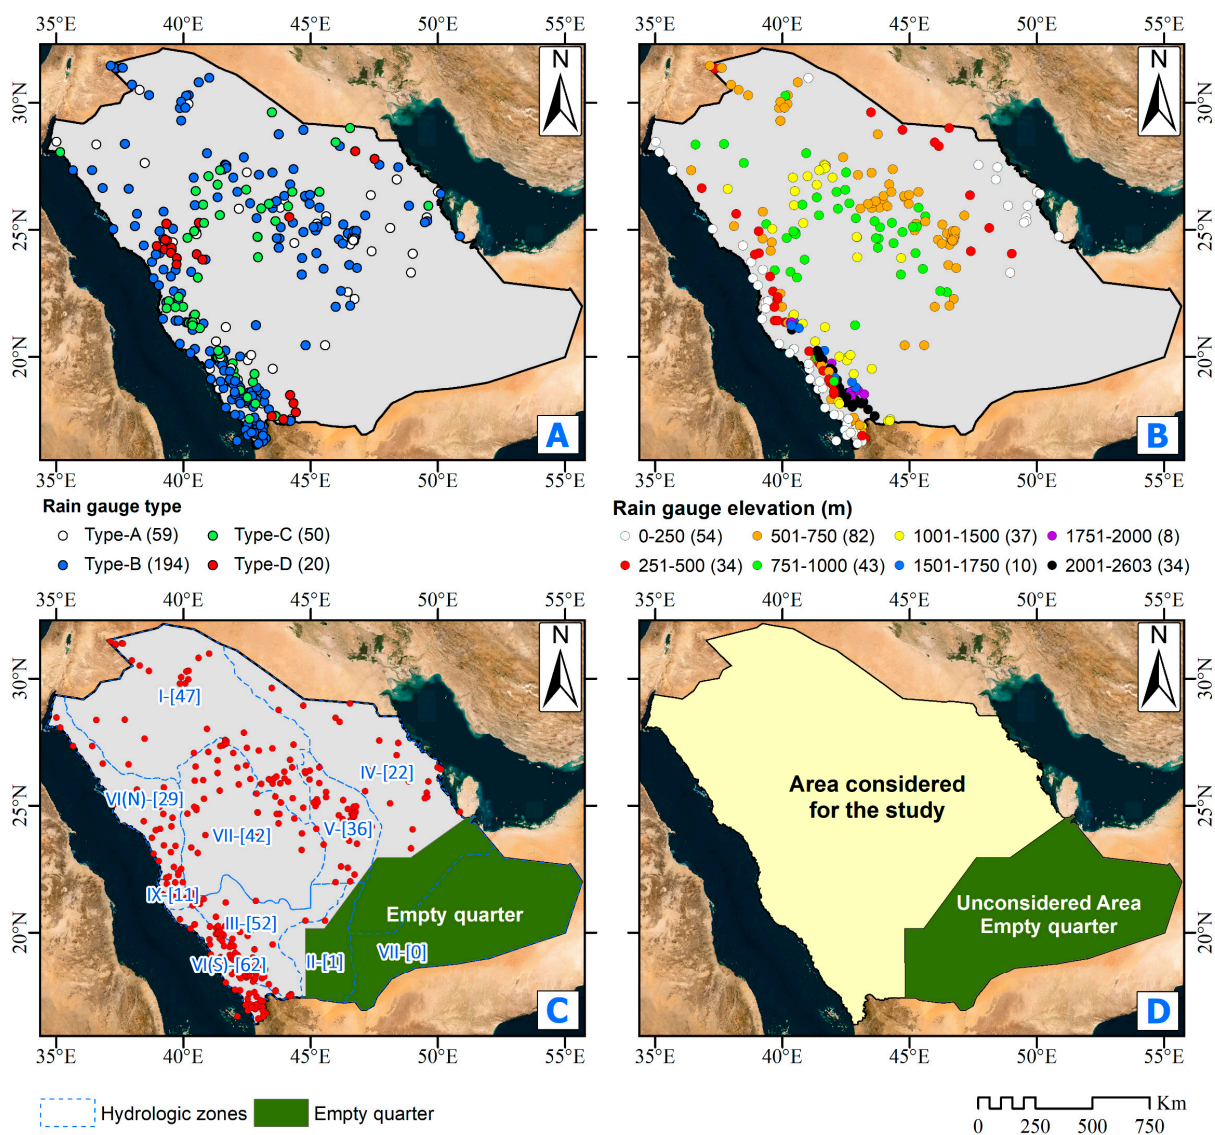 35°E 40°E 45°E 50°E 55°E
35°E 40°E 45°E 50°E 55°E
N
N
30°N 30°N 30°N
25°N 25°N 25°N
20°N 20°N 20°N
A
B
35°E 40°E 45°E 50°E 55°E
35°E 40°E 45°E 50°E 55°E
Rain gauge type
Type-A (59) Type-C (50)
Type-B (194) Type-D (20)
Rain gauge elevation (m)
0-250 (54) 501-750 (82) 1001-1500 (37) 1751-2000 (8)
251-500 (34) 751-1000 (43) 1501-1750 (10) 2001-2603 (34)
35°E 40°E 45°E 50°E 55°E
35°E 40°E 45°E 50°E 55°E
N
N
30°N 30°N 30°N
25°N 25°N 25°N
20°N 20°N 20°N
I-[47]
IV-[22]
VI(N)-[29]
V-[36]
VII-[42]
IX-[11]
III-[52]
Empty quarter
VII-[0]
II-[1]
VI(S)-[62]
C
Area considered
for the study
Unconsidered Area
Empty quarter
D
35°E 40°E 45°E 50°E 55°E
35°E 40°E 45°E 50°E 55°E
Hydrologic zones Empty quarter
Km
0 250 500 750